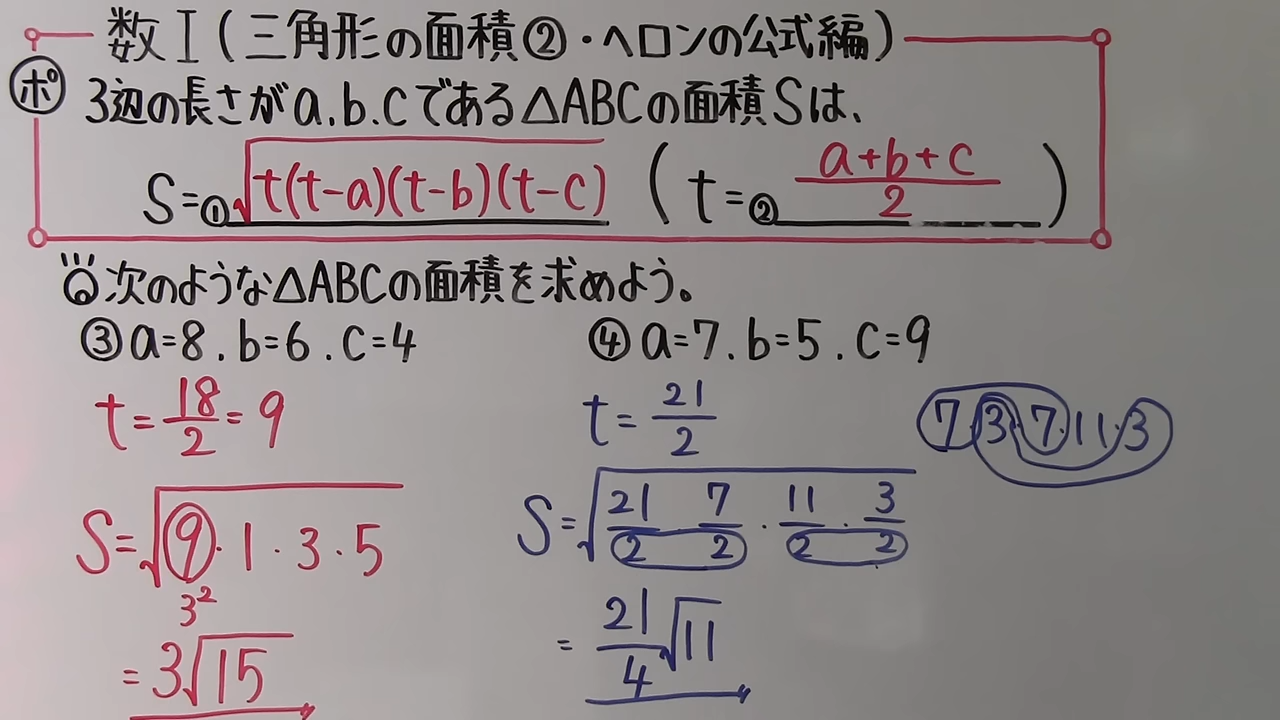 数Ⅰ(三角形の面積②・ヘロンの公式編)
ポ 3辺の長さがa.b.cである△ABCの面積Sは、
S=①√t(t-a)(t-b)(t-c) (t=②a+b+c/2)
次のような△ABCの面積を求めよう。
③a=8.b=6.c=4
t=18/2=9
S=√9・1・3・5
3²
=3√15
④a=7.b=5.c=9
t=21/2
7・3・7・11・3
S=√21/2・7/2・11/2・3/2
=21/4√11